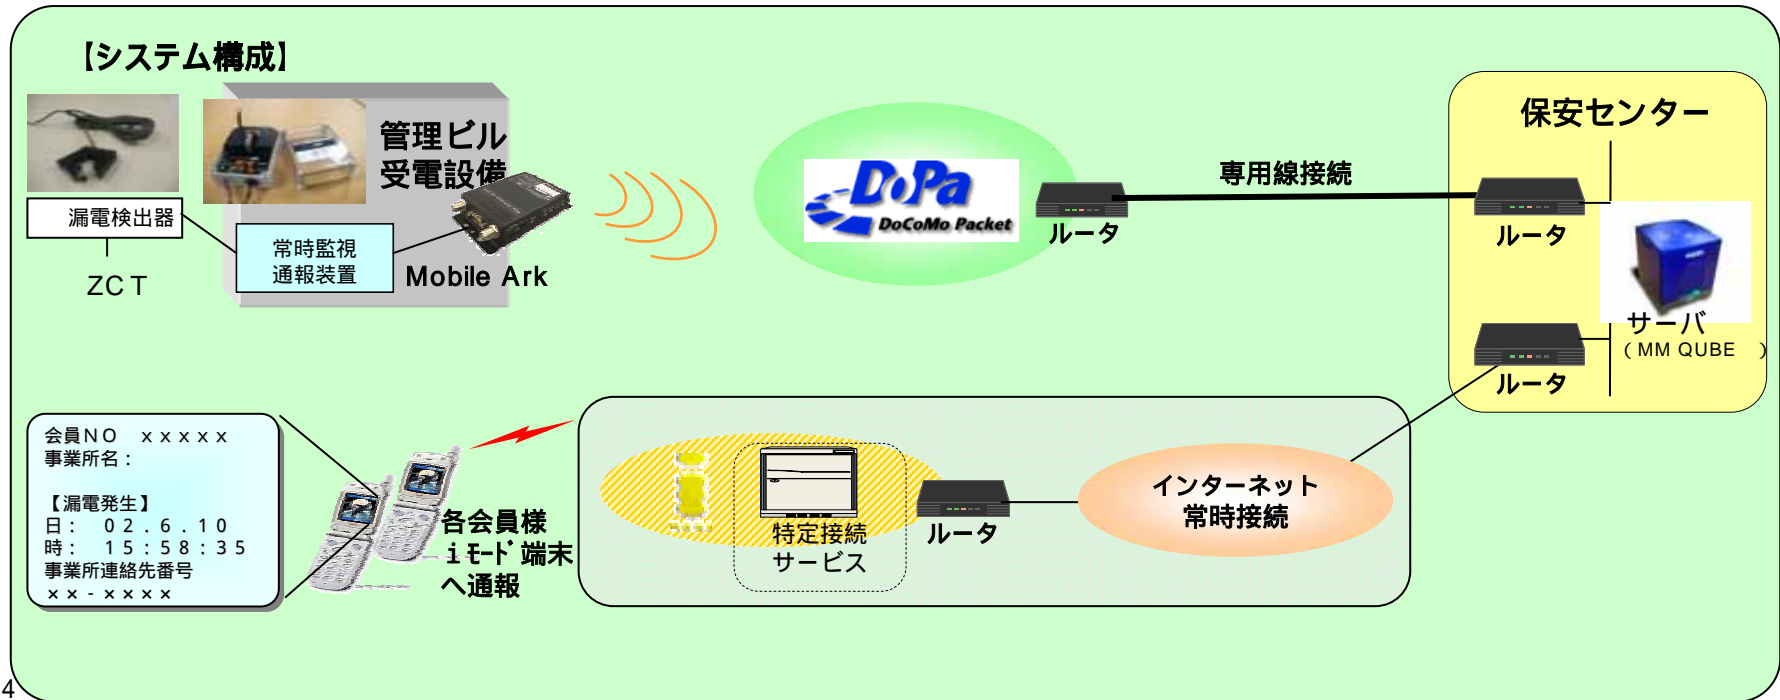 【システム構成】
管理ビル
受電設備
漏電検出器
ZCT
常時監視
通報装置
Mobile Ark
DoPa
DoCoMo Packet
ルータ
専用線接続
保安センター
ルータ
サーバ
(MM QUBE )
ルータ
インターネット
常時接続
ルータ
特定接続
サービス
各会員様
iモード端末
へ通報
会員NO xxxxx
事業所名:
【漏電発生】
日: 02.6.10
時: 15:58:35
事業所連絡先番号
xx-xxxx
4